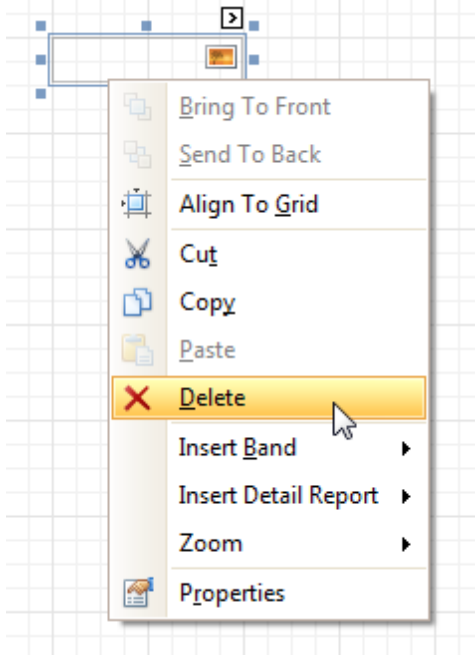 Bring To Front
Send To Back
Align To Grid
Cut
Copy
Paste
Delete
Insert Band
Insert Detail Report
Zoom
Properties